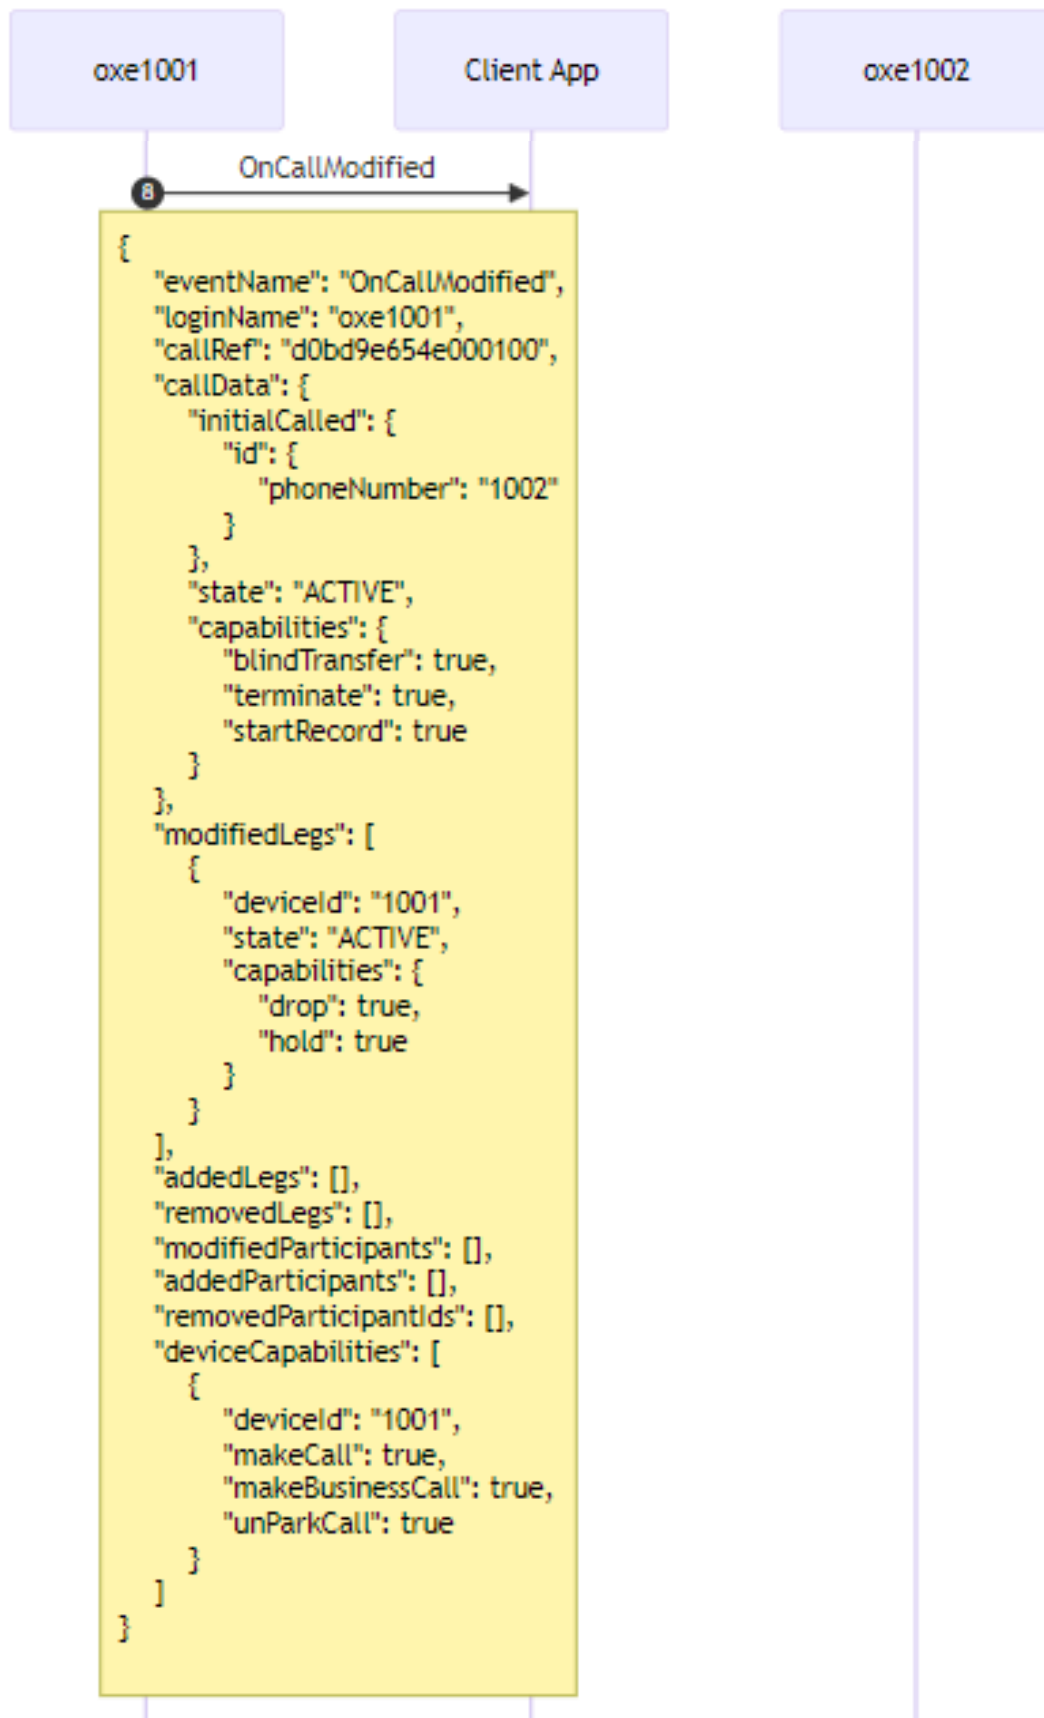 oxe1001
Client App
oxe1002
OnCallModified
8
{
"eventName": "OnCallModified",
"loginName": "oxe1001",
"callRef": "d0bd9e654e000100",
"callData": {
"initialCalled": {
"id": {
"phoneNumber": "1002"
}
},
"state": "ACTIVE",
"capabilities": {
"blindTransfer": true,
"terminate": true,
"startRecord": true
}
},
"modifiedLegs": [
{
"deviceId": "1001",
"state": "ACTIVE",
"capabilities": {
"drop": true,
"hold": true
}
}
],
"addedLegs": [],
"removedLegs": [],
"modifiedParticipants": [],
"addedParticipants": [],
"removedParticipantIds": [],
"deviceCapabilities": [
{
"deviceId": "1001",
"makeCall": true,
"makeBusinessCall": true,
"unParkCall": true
}
]
}